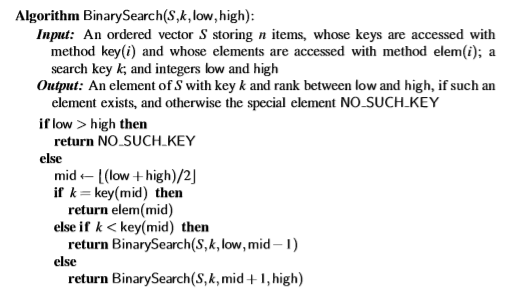 Algorithm BinarySearch(S,k,low,high):
Input: An ordered vector S storing n items, whose keys are accessed with
method key(i) and whose elements are accessed with method elem(i); a
search key k; and integers low and high
Output: An element of S with key k and rank between low and high, if such an
element exists, and otherwise the special element NO_SUCH_KEY
if low > high then
return NO_SUCH_KEY
else
mid ← ⌊(low + high)/2⌋
if k = key(mid) then
return elem(mid)
else if k < key(mid) then
return BinarySearch(S,k,low,mid − 1)
else
return BinarySearch(S,k,mid + 1,high)